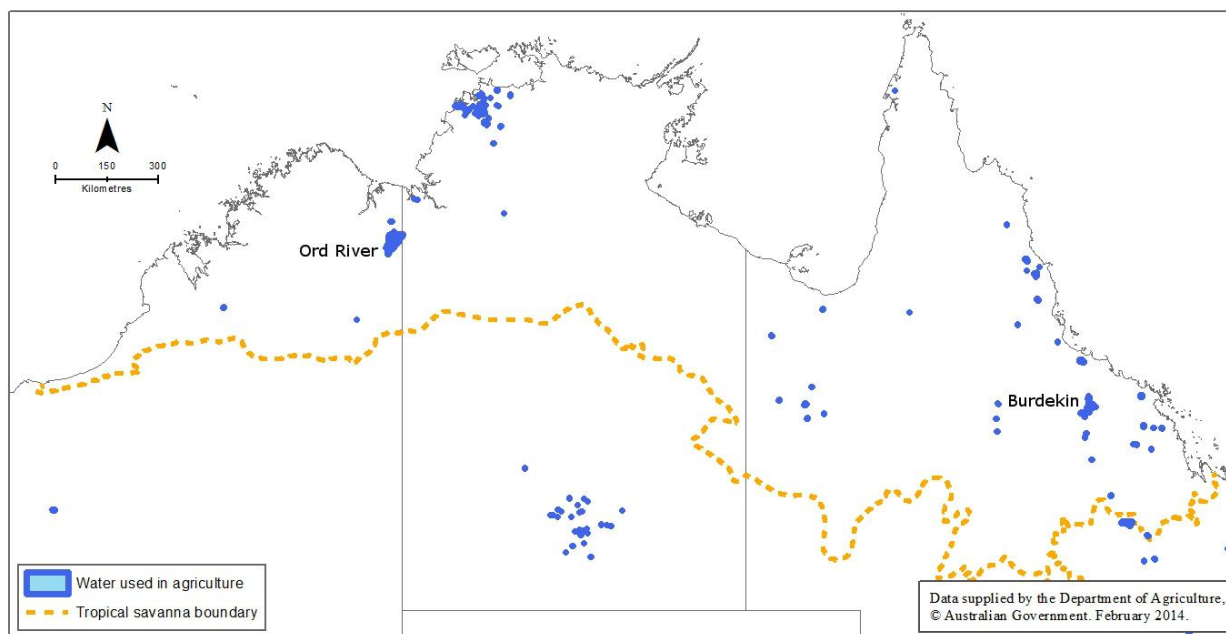 N
0 150 300
Kilometres
Ord River
Burdekin
Water used in agriculture
Tropical savanna boundary
Data supplied by the Department of Agriculture,
© Australian Government. February 2014.